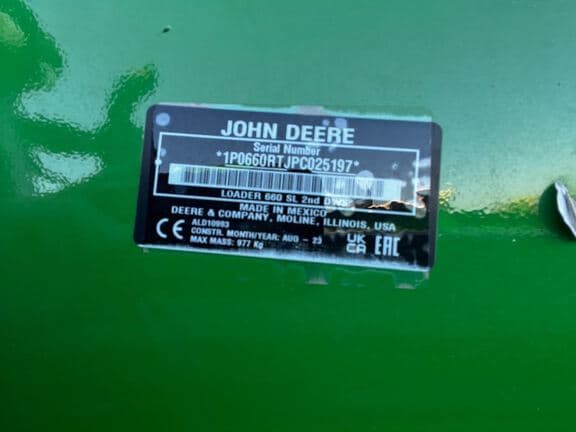 JOHN DEERE
Serial Number
*1P0660RTJPC025197*
LOADER 660 SL 2nd DWSP
MADE IN MEXICO
DEERE & COMPANY, MOLINE, ILLINOIS, USA
CE ALD10993
CONSTR. MONTH/YEAR: AUG - 23
MAX MASS: 977 Kg
UK CA EAC